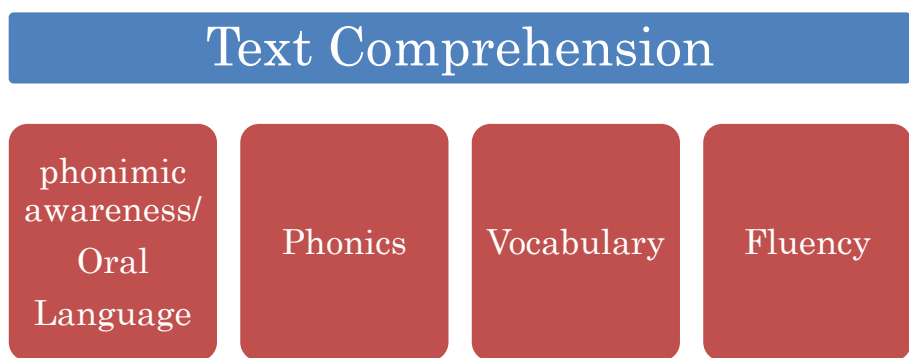 Text Comprehension
phonimic
awareness/
Oral
Language
Phonics
Vocabulary
Fluency